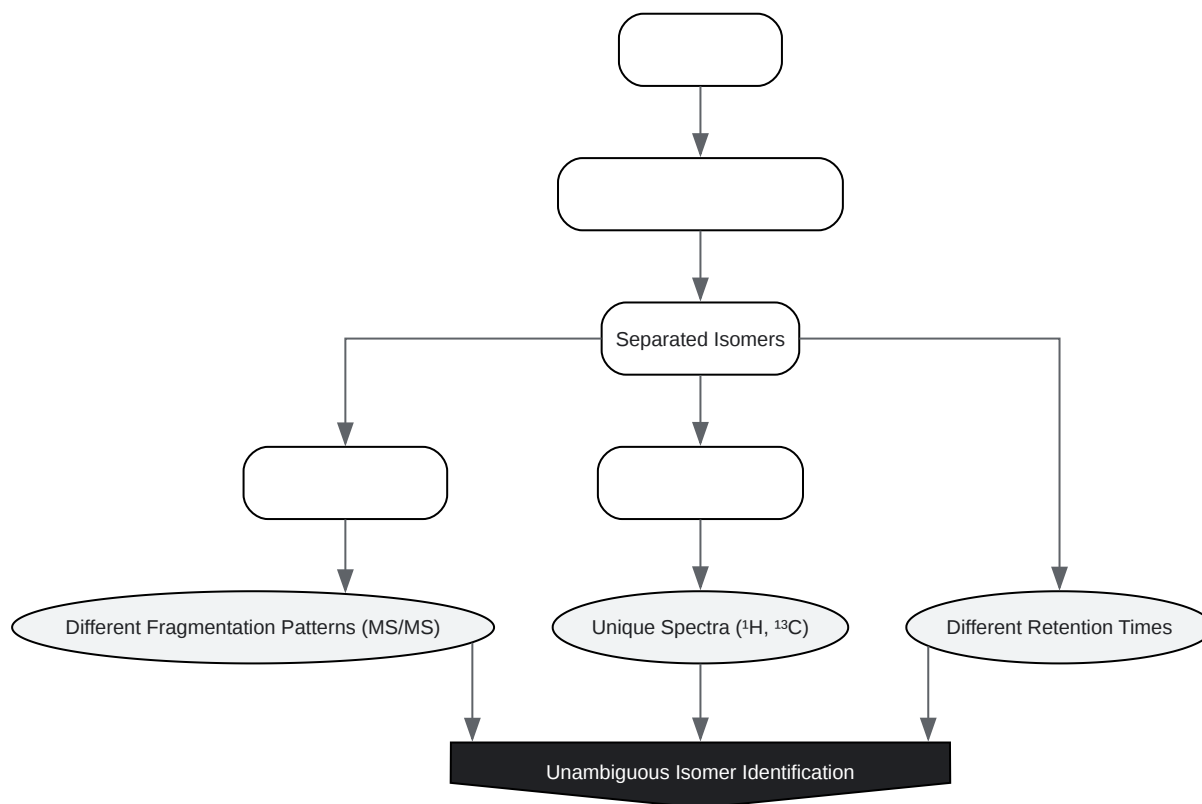 Separated Isomers
Different Fragmentation Patterns (MS/MS)
Unique Spectra (¹H, ¹³C)
Different Retention Times
Unambiguous Isomer Identification